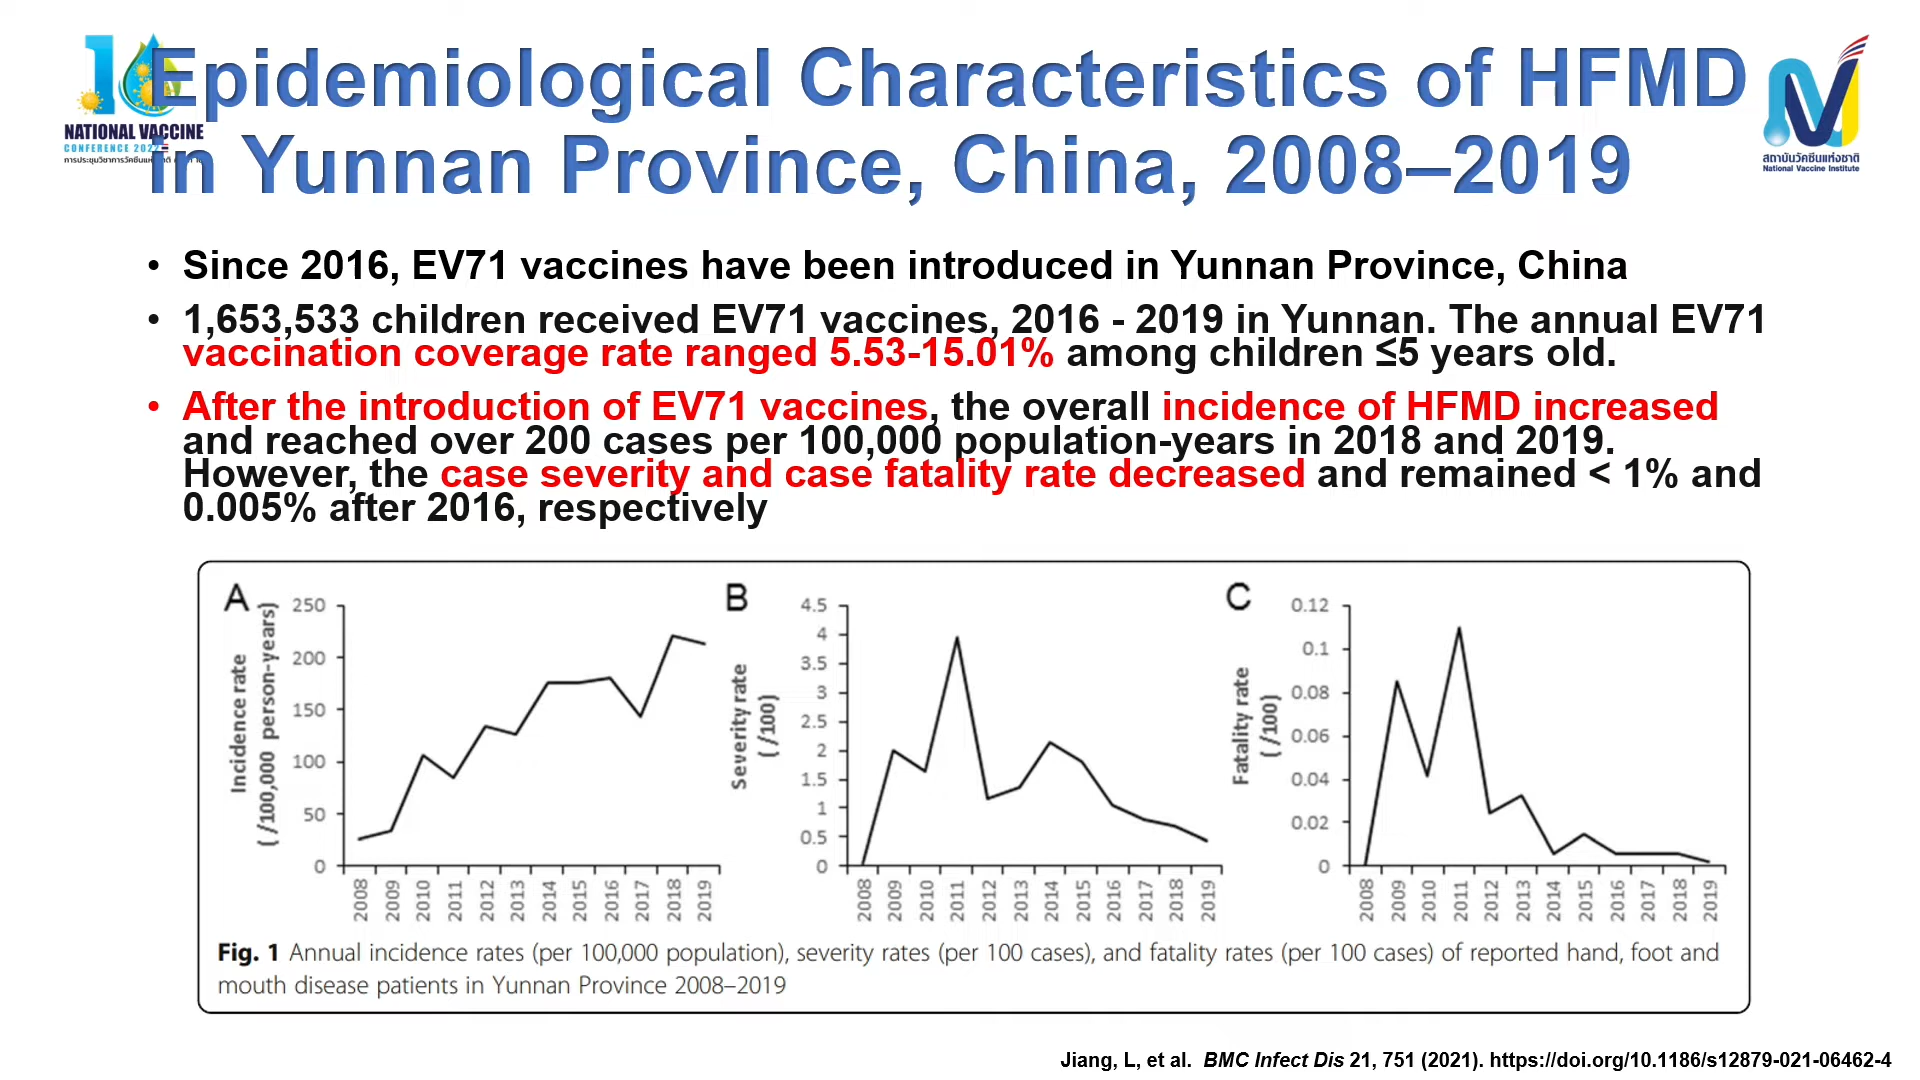 Epidemiological Characteristics of HFMD
in Yunnan Province, China, 2008–2019
NATIONAL VACCINE
CONFERENCE 2022
สถาบันวัคซีนแห่งชาติ
National Vaccine Institute
• Since 2016, EV71 vaccines have been introduced in Yunnan Province, China
• 1,653,533 children received EV71 vaccines, 2016 - 2019 in Yunnan. The annual EV71
vaccination coverage rate ranged 5.53-15.01% among children ≤5 years old.
• After the introduction of EV71 vaccines, the overall incidence of HFMD increased
and reached over 200 cases per 100,000 population-years in 2018 and 2019.
However, the case severity and case fatality rate decreased and remained < 1% and
0.005% after 2016, respectively
A
Incidence rate
( /100,000 person-years)
250
200
150
100
50
0
2008 2009 2010 2011 2012 2013 2014 2015 2016 2017 2018 2019
B
Severity rate
( /100)
4.5
4
3.5
3
2.5
2
1.5
1
0.5
0
2008 2009 2010 2011 2012 2013 2014 2015 2016 2017 2018 2019
C
Fatality rate
( /100)
0.12
0.1
0.08
0.06
0.04
0.02
0
2008 2009 2010 2011 2012 2013 2014 2015 2016 2017 2018 2019
Fig. 1 Annual incidence rates (per 100,000 population), severity rates (per 100 cases), and fatality rates (per 100 cases) of reported hand, foot and
mouth disease patients in Yunnan Province 2008–2019
Jiang, L, et al. BMC Infect Dis 21, 751 (2021). https://doi.org/10.1186/s12879-021-06462-4